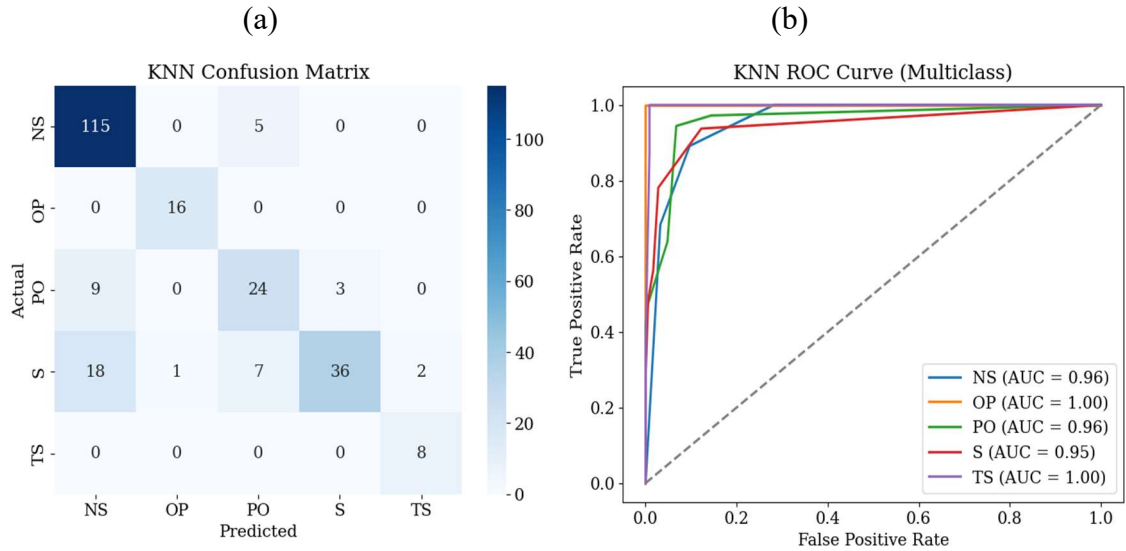 (a)
KNN Confusion Matrix
Actual
NS
OP
PO
S
TS
115 0 5 0 0
0 16 0 0 0
9 0 24 3 0
18 1 7 36 2
0 0 0 0 8
NS OP PO S TS
Predicted
100
80
60
40
20
0
(b)
KNN ROC Curve (Multiclass)
True Positive Rate
1.0
0.8
0.6
0.4
0.2
0.0
0.0 0.2 0.4 0.6 0.8 1.0
False Positive Rate
NS (AUC = 0.96)
OP (AUC = 1.00)
PO (AUC = 0.96)
S (AUC = 0.95)
TS (AUC = 1.00)